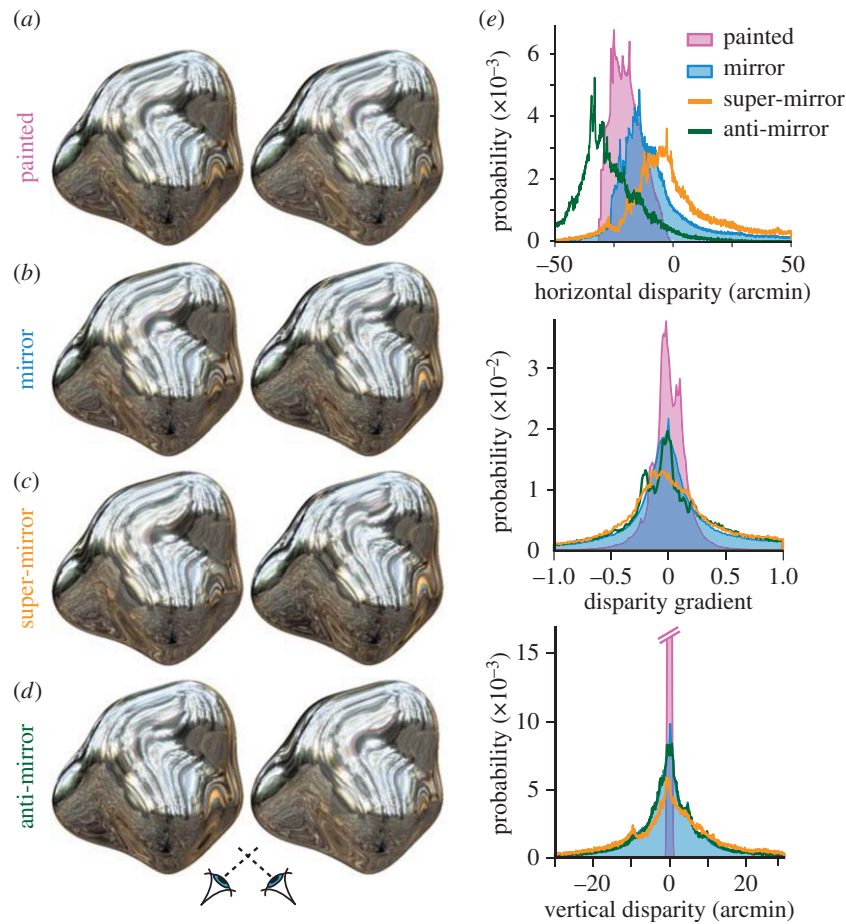 (a)
painted
(b)
mirror
(c)
super-mirror
(d)
anti-mirror
(e)
painted
mirror
super-mirror
anti-mirror
probability (×10⁻³)
8
6
4
2
0
−50
0
50
horizontal disparity (arcmin)
probability (×10⁻²)
3
2
1
0
−1.0
−0.5
0
0.5
1.0
disparity gradient
probability (×10⁻³)
15
10
5
0
−20
0
20
vertical disparity (arcmin)